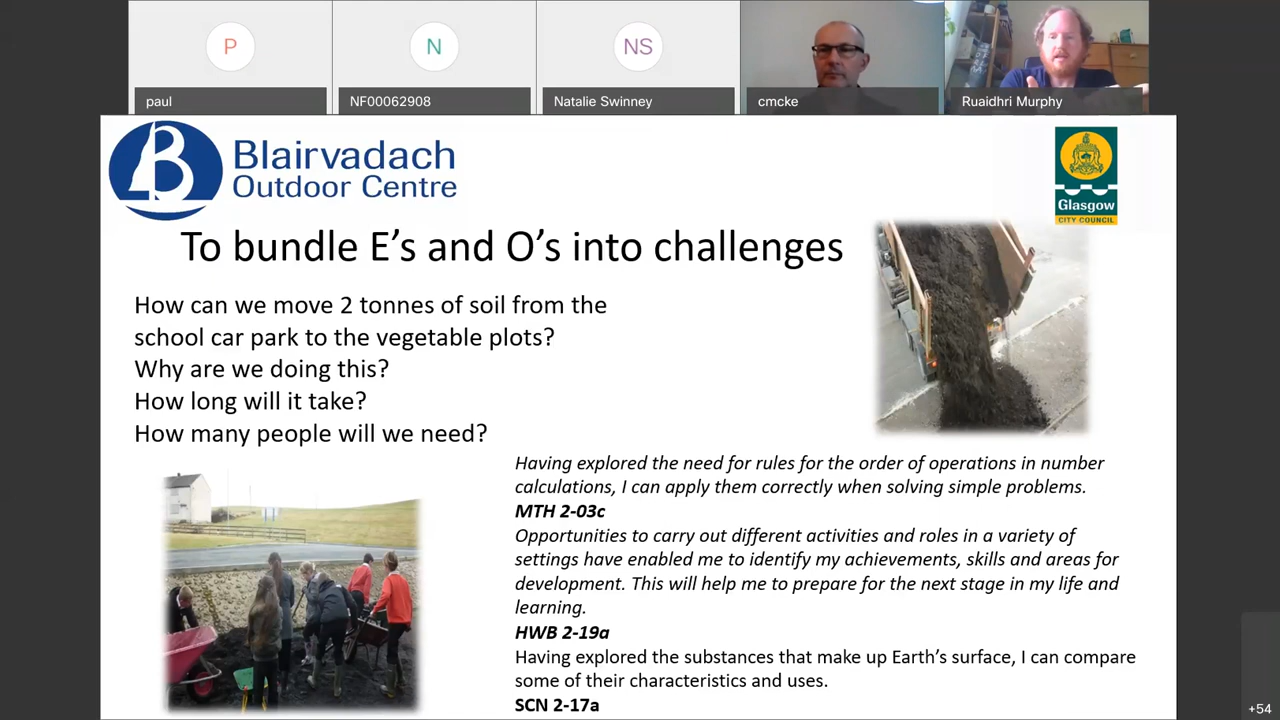 P
N
NS
paul
NF00062908
Natalie Swinney
cmcke
Ruaidhri Murphy
B
Blairvadach
Outdoor Centre
Glasgow
CITY COUNCIL
To bundle E’s and O’s into challenges
How can we move 2 tonnes of soil from the
school car park to the vegetable plots?
Why are we doing this?
How long will it take?
How many people will we need?
Having explored the need for rules for the order of operations in number
calculations, I can apply them correctly when solving simple problems.
MTH 2-03c
Opportunities to carry out different activities and roles in a variety of
settings have enabled me to identify my achievements, skills and areas for
development. This will help me to prepare for the next stage in my life and
learning.
HWB 2-19a
Having explored the substances that make up Earth’s surface, I can compare
some of their characteristics and uses.
SCN 2-17a
+54